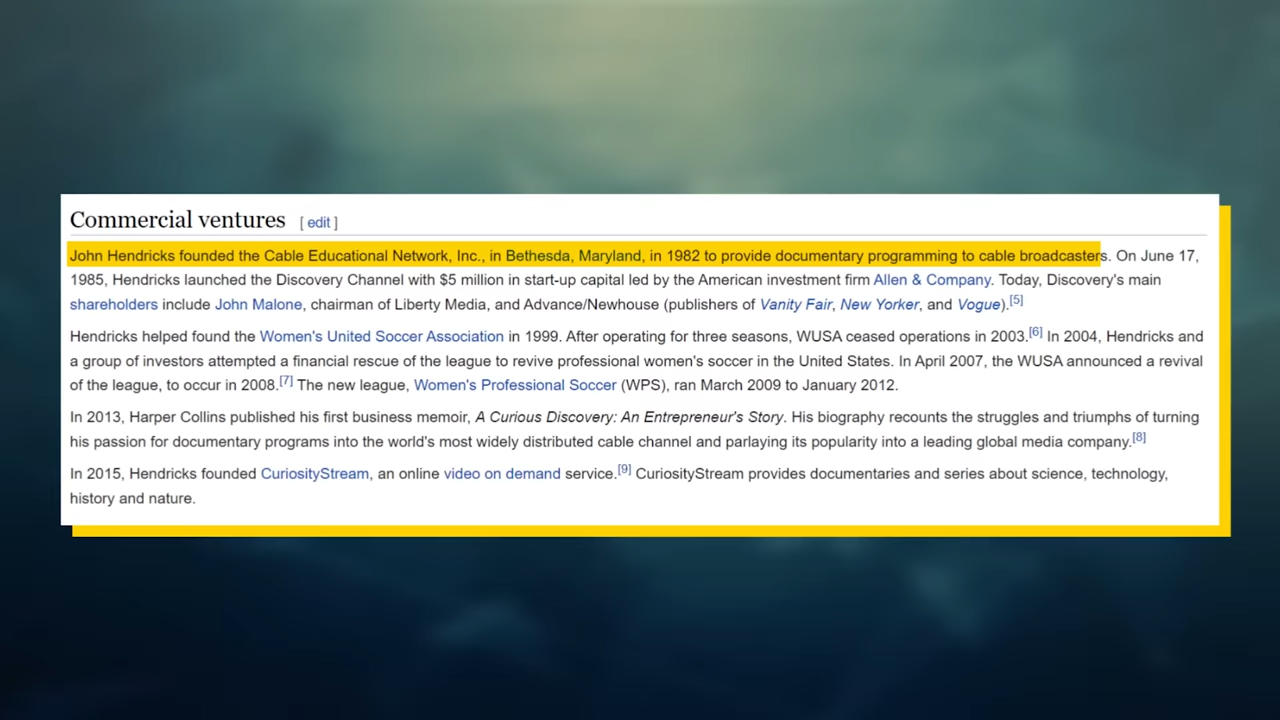 Commercial ventures [ edit ]
John Hendricks founded the Cable Educational Network, Inc., in Bethesda, Maryland, in 1982 to provide documentary programming to cable broadcasters. On June 17,
1985, Hendricks launched the Discovery Channel with $5 million in start-up capital led by the American investment firm Allen & Company. Today, Discovery's main
shareholders include John Malone, chairman of Liberty Media, and Advance/Newhouse (publishers of Vanity Fair, New Yorker, and Vogue).[5]
Hendricks helped found the Women's United Soccer Association in 1999. After operating for three seasons, WUSA ceased operations in 2003.[6] In 2004, Hendricks and
a group of investors attempted a financial rescue of the league to revive professional women's soccer in the United States. In April 2007, the WUSA announced a revival
of the league, to occur in 2008.[7] The new league, Women's Professional Soccer (WPS), ran March 2009 to January 2012.
In 2013, Harper Collins published his first business memoir, A Curious Discovery: An Entrepreneur's Story. His biography recounts the struggles and triumphs of turning
his passion for documentary programs into the world's most widely distributed cable channel and parlaying its popularity into a leading global media company.[8]
In 2015, Hendricks founded CuriosityStream, an online video on demand service.[9] CuriosityStream provides documentaries and series about science, technology,
history and nature.